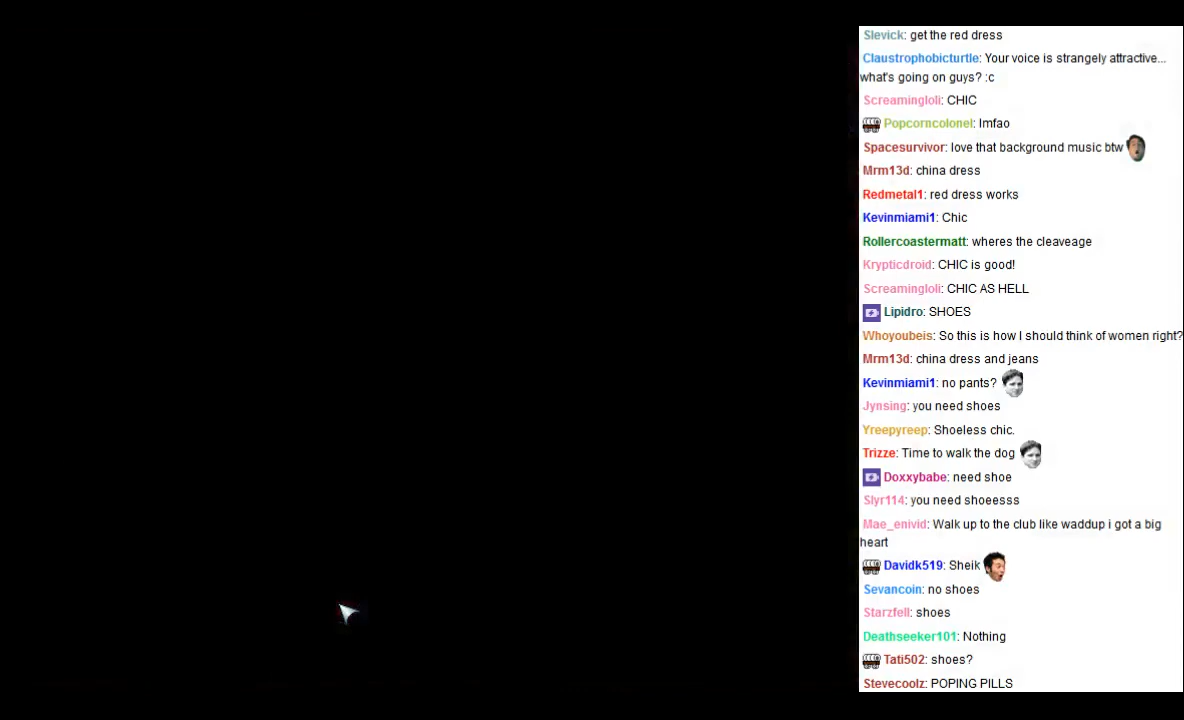 Slevick: get the red dress
Claustrophobicturtle: Your voice is strangely attractive...
what's going on guys? :c
Screamingloli: CHIC
Popcorncolonel: lmfao
Spacesurvivor: love that background music btw
Mrm13d: china dress
Redmetal1: red dress works
Kevinmiami1: Chic
Rollercoastermatt: wheres the cleaveage
Krypticdroid: CHIC is good!
Screamingloli: CHIC AS HELL
Lipidro: SHOES
Whoyoubeis: So this is how I should think of women right?
Mrm13d: china dress and jeans
Kevinmiami1: no pants?
Jynsing: you need shoes
Yreepyreep: Shoeless chic.
Trizze: Time to walk the dog
Doxxybabe: need shoe
Slyr114: you need shoeesss
Mae_enivid: Walk up to the club like waddup i got a big
heart
Davidk519: Sheik
Sevancoin: no shoes
Starzfell: shoes
Deathseeker101: Nothing
Tati502: shoes?
Stevecoolz: POPING PILLS